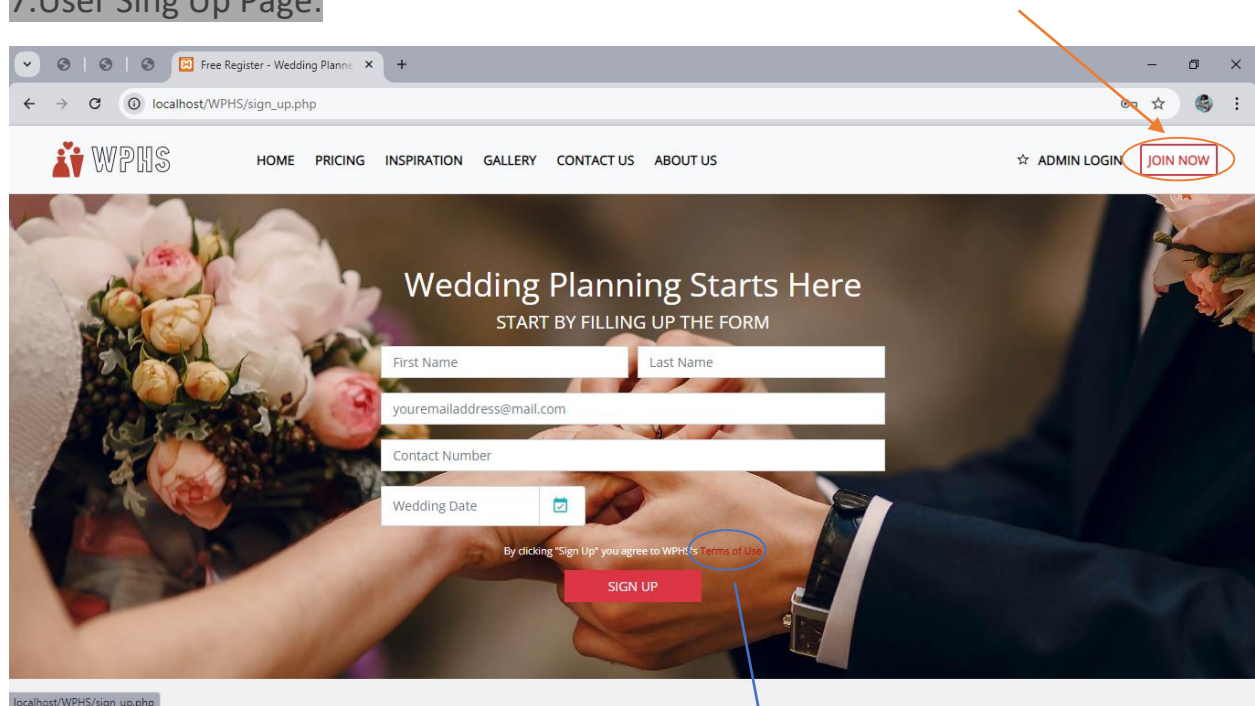 7.User Sing Up Page:
Free Register - Wedding Planne
localhost/WPHS/sign_up.php
WPHS
HOME PRICING INSPIRATION GALLERY CONTACT US ABOUT US ADMIN LOGIN JOIN NOW
Wedding Planning Starts Here
START BY FILLING UP THE FORM
First Name Last Name
youremailaddress@mail.com
Contact Number
Wedding Date
By clicking "Sign Up" you agree to WPHS's Terms of Use
SIGN UP
localhost/WPHS/sign_up.php